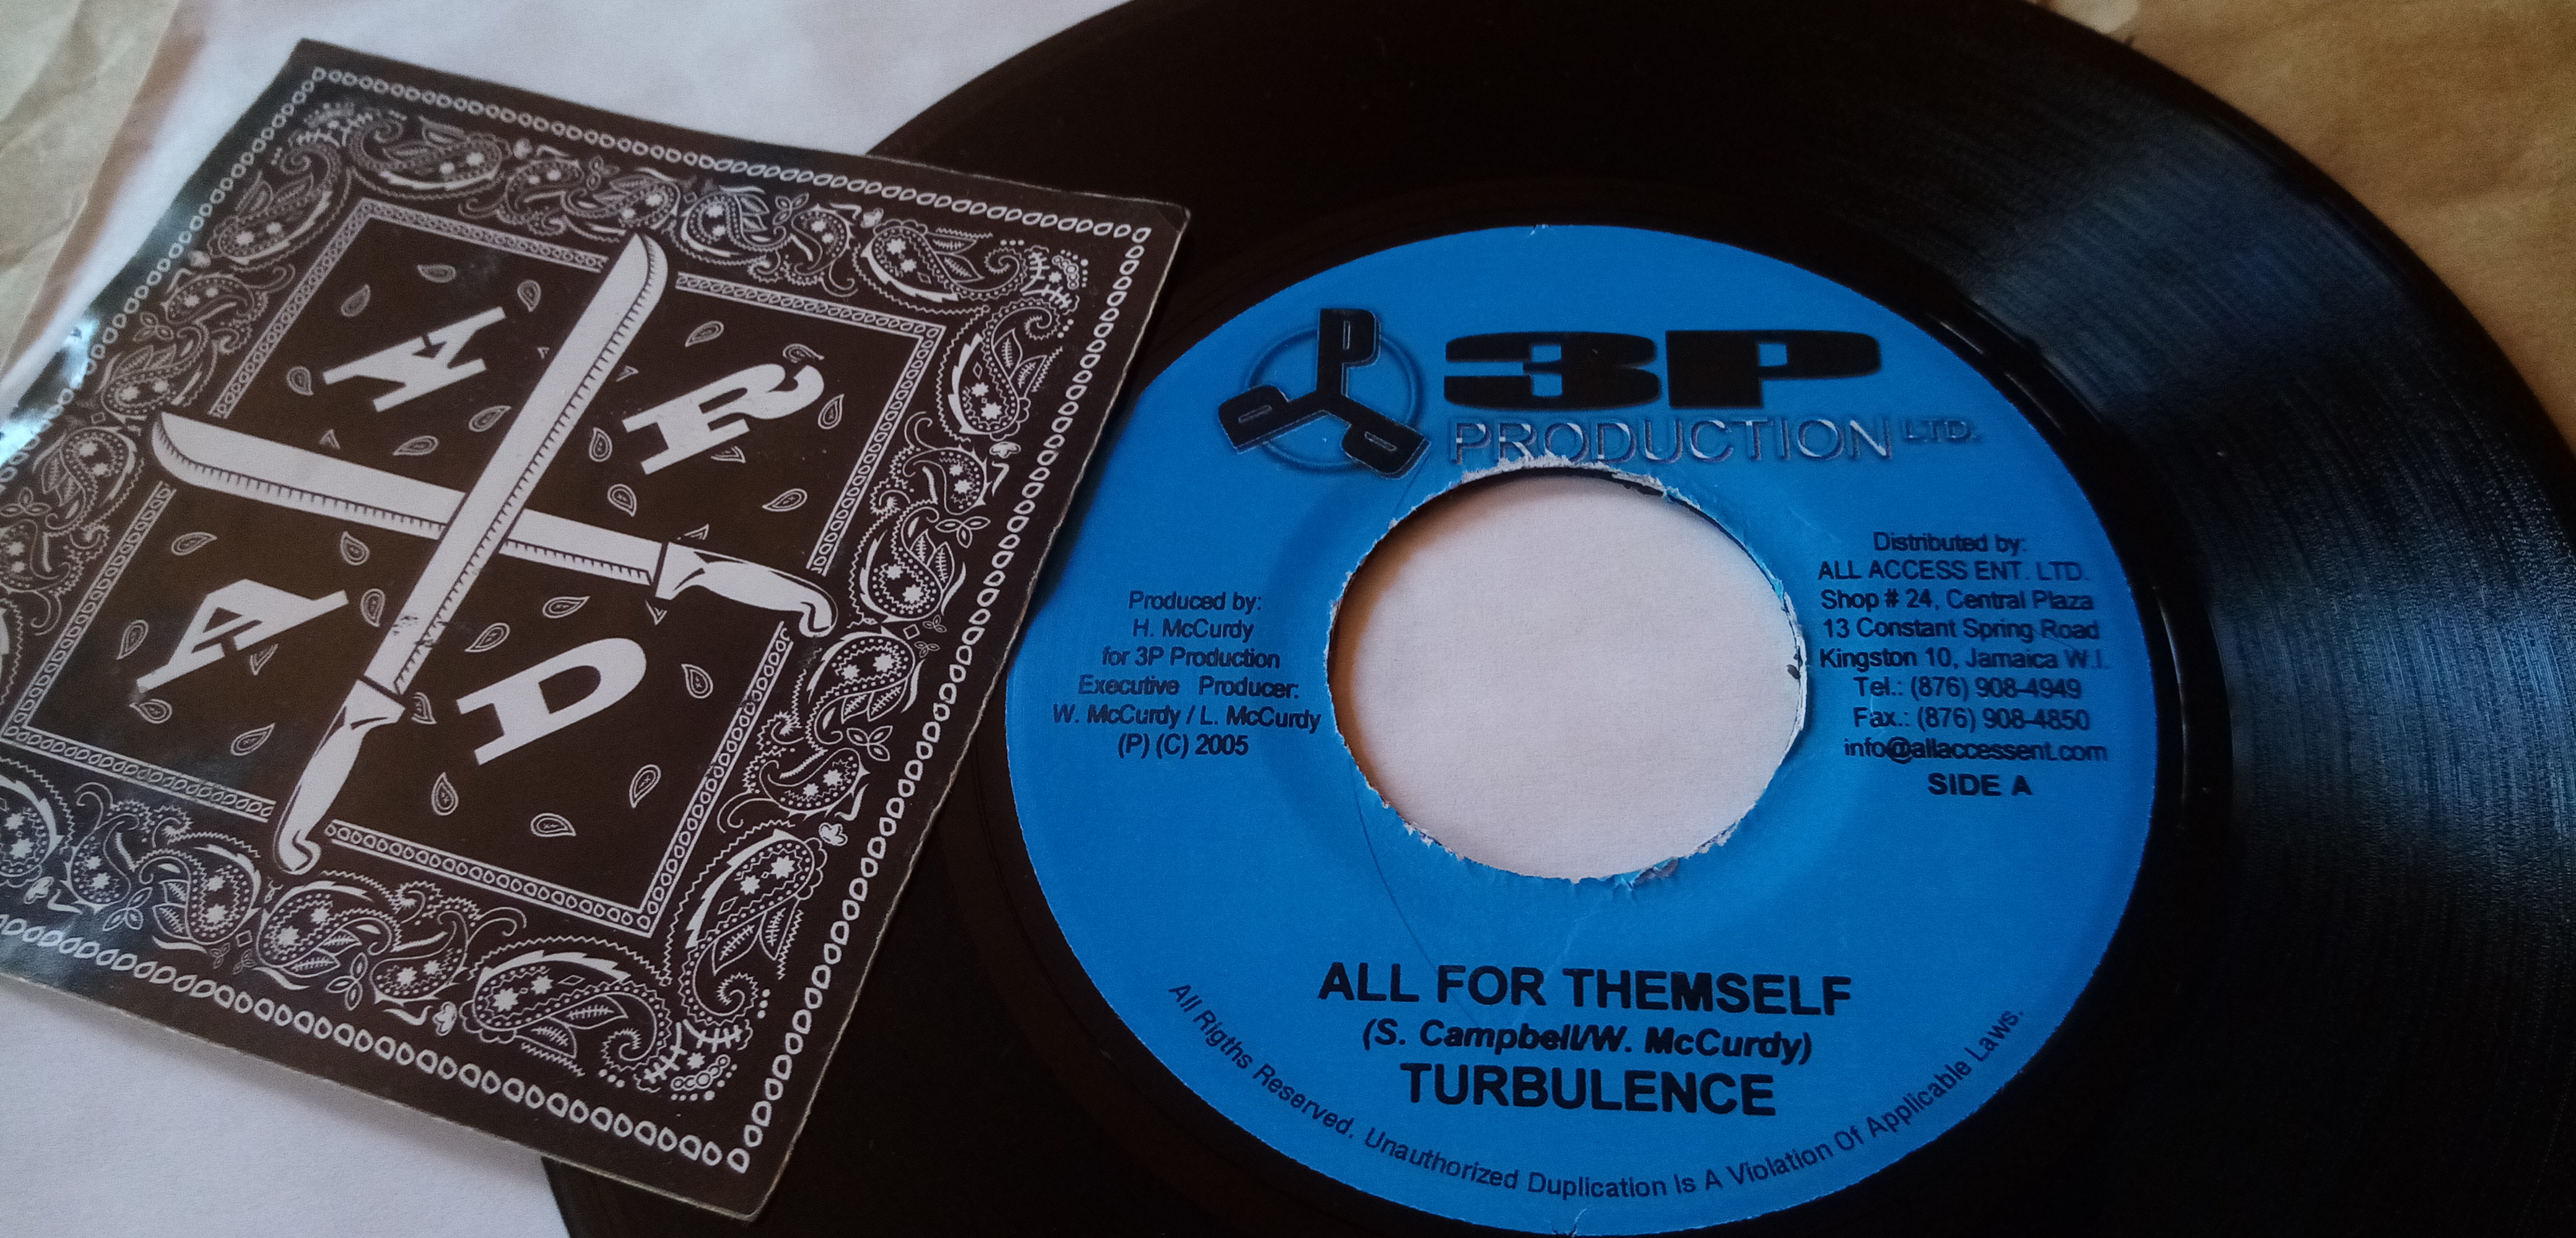 H A R D
P P P
3P
PRODUCTION LTD.
Produced by:
H. McCurdy
for 3P Production
Executive Producer:
W. McCurdy / L. McCurdy
(P) (C) 2005
Distributed by:
ALL ACCESS ENT. LTD.
Shop # 24, Central Plaza
13 Constant Spring Road
Kingston 10, Jamaica W.I.
Tel.: (876) 908-4949
Fax.: (876) 908-4850
info@allaccessent.com
SIDE A
ALL FOR THEMSELF
(S. Campbell/W. McCurdy)
TURBULENCE
All Rigths Reserved. Unauthorized Duplication Is A Violation Of Applicable Laws.